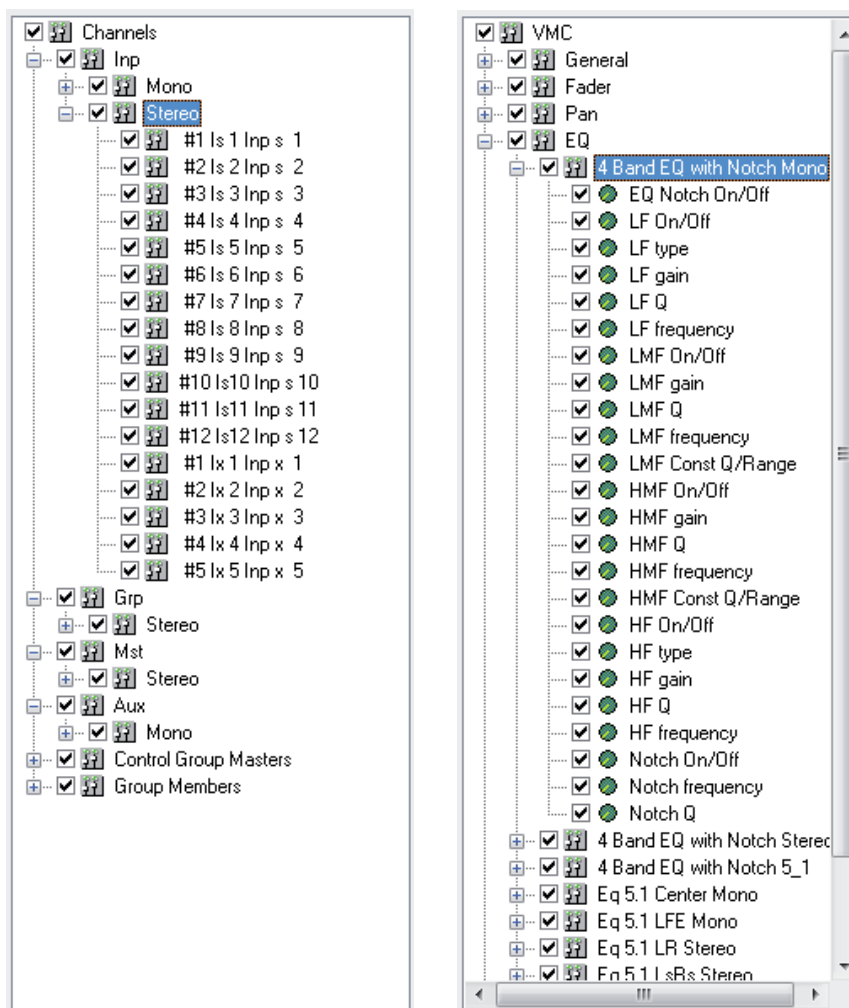 Channels
Inp
Mono
Stereo
#1 Is 1 Inp s 1
#2 Is 2 Inp s 2
#3 Is 3 Inp s 3
#4 Is 4 Inp s 4
#5 Is 5 Inp s 5
#6 Is 6 Inp s 6
#7 Is 7 Inp s 7
#8 Is 8 Inp s 8
#9 Is 9 Inp s 9
#10 Is10 Inp s 10
#11 Is11 Inp s 11
#12 Is12 Inp s 12
#1 Ix 1 Inp x 1
#2 Ix 2 Inp x 2
#3 Ix 3 Inp x 3
#4 Ix 4 Inp x 4
#5 Ix 5 Inp x 5
Grp
Stereo
Mst
Stereo
Aux
Mono
Control Group Masters
Group Members
VMC
General
Fader
Pan
EQ
4 Band EQ with Notch Mono
EQ Notch On/Off
LF On/Off
LF type
LF gain
LF Q
LF frequency
LMF On/Off
LMF gain
LMF Q
LMF frequency
LMF Const Q/Range
HMF On/Off
HMF gain
HMF Q
HMF frequency
HMF Const Q/Range
HF On/Off
HF type
HF gain
HF Q
HF frequency
Notch On/Off
Notch frequency
Notch Q
4 Band EQ with Notch Stereo
4 Band EQ with Notch 5_1
Eq 5.1 Center Mono
Eq 5.1 LFE Mono
Eq 5.1 LR Stereo
Eq 5.1 LsRs Stereo